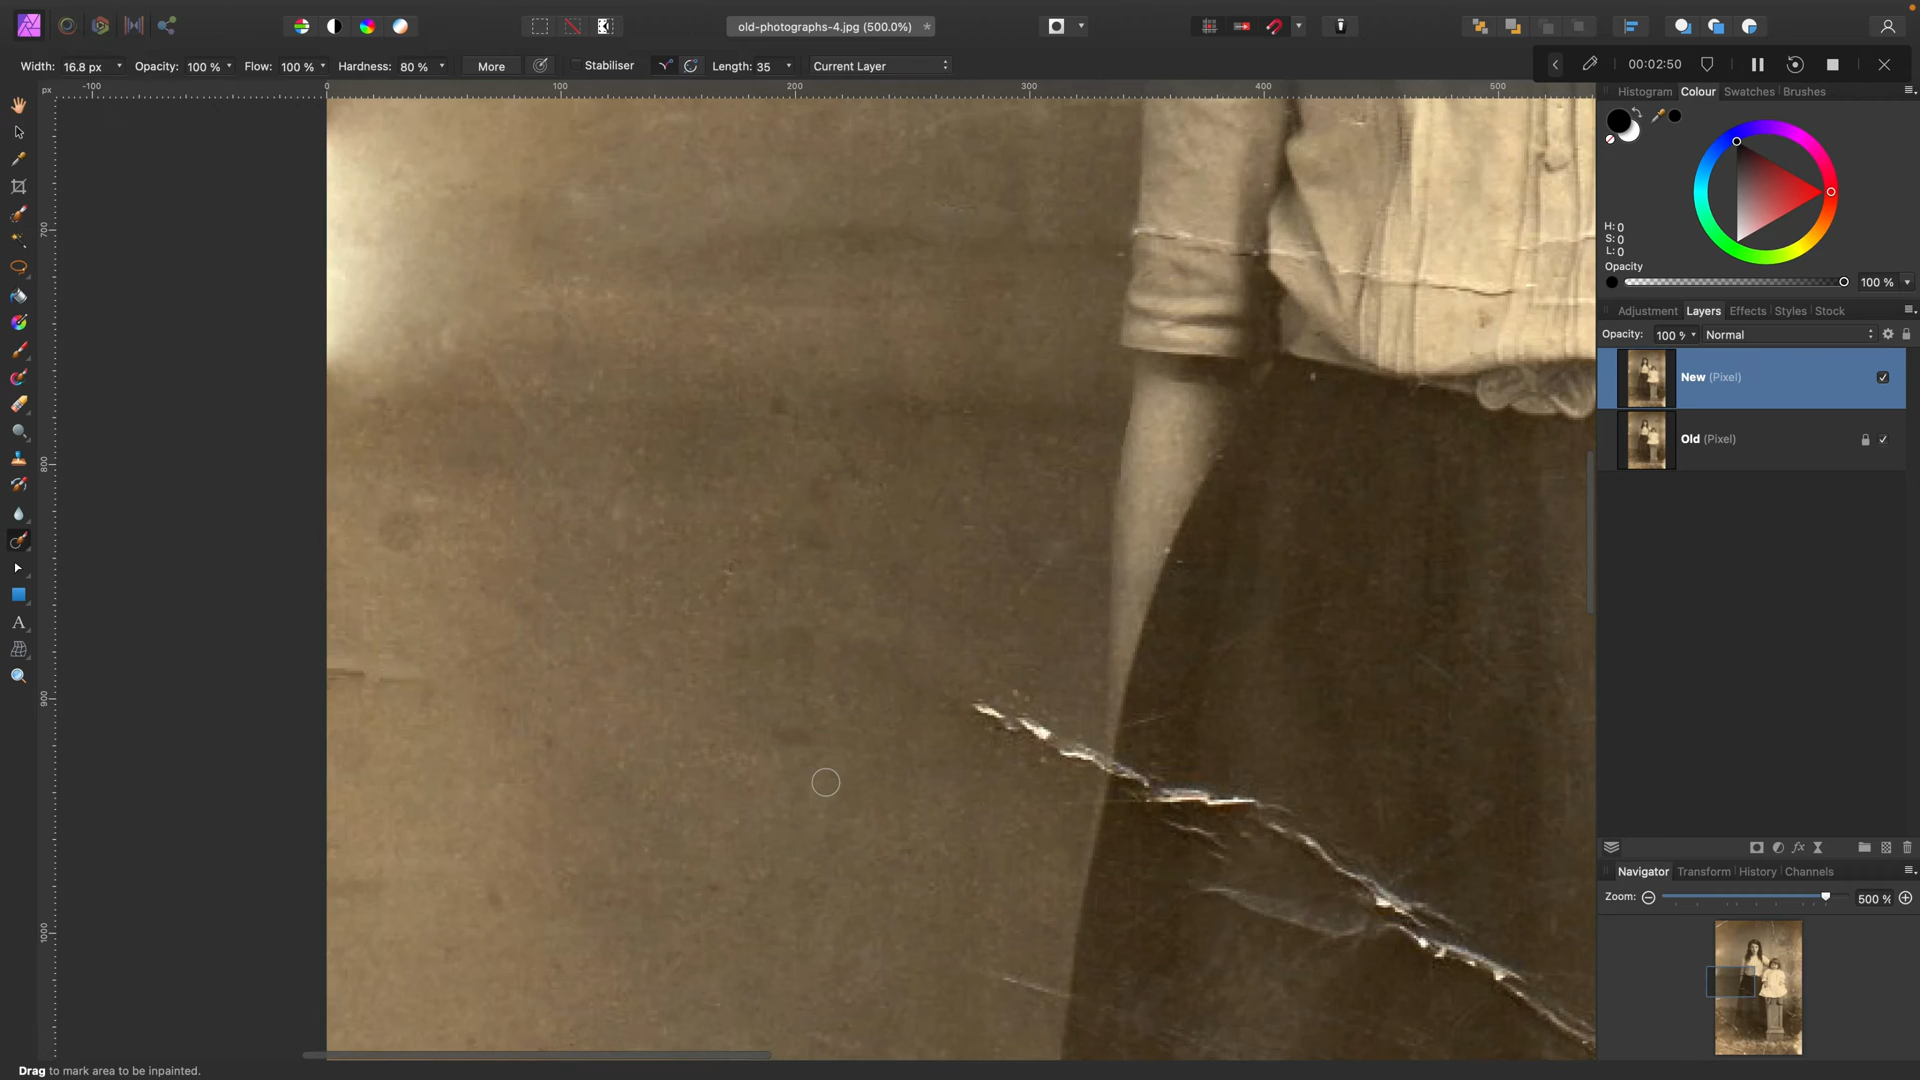 old-photographs-4.jpg (500.0%) *
Width: 16.8 px Opacity: 100 % Flow: 100 % Hardness: 80 % More Stabiliser Length: 35 Current Layer
00:02:50
px -100 0 100 200 300 400 500
Histogram Colour Swatches Brushes
H: 0
S: 0
L: 0
Opacity
100 %
Adjustment Layers Effects Styles Stock
Opacity: 100 % Normal
New (Pixel)
Old (Pixel)
700
800
900
1000
Navigator Transform History Channels
Zoom: 500 %
A
fx
Drag to mark area to be inpainted.